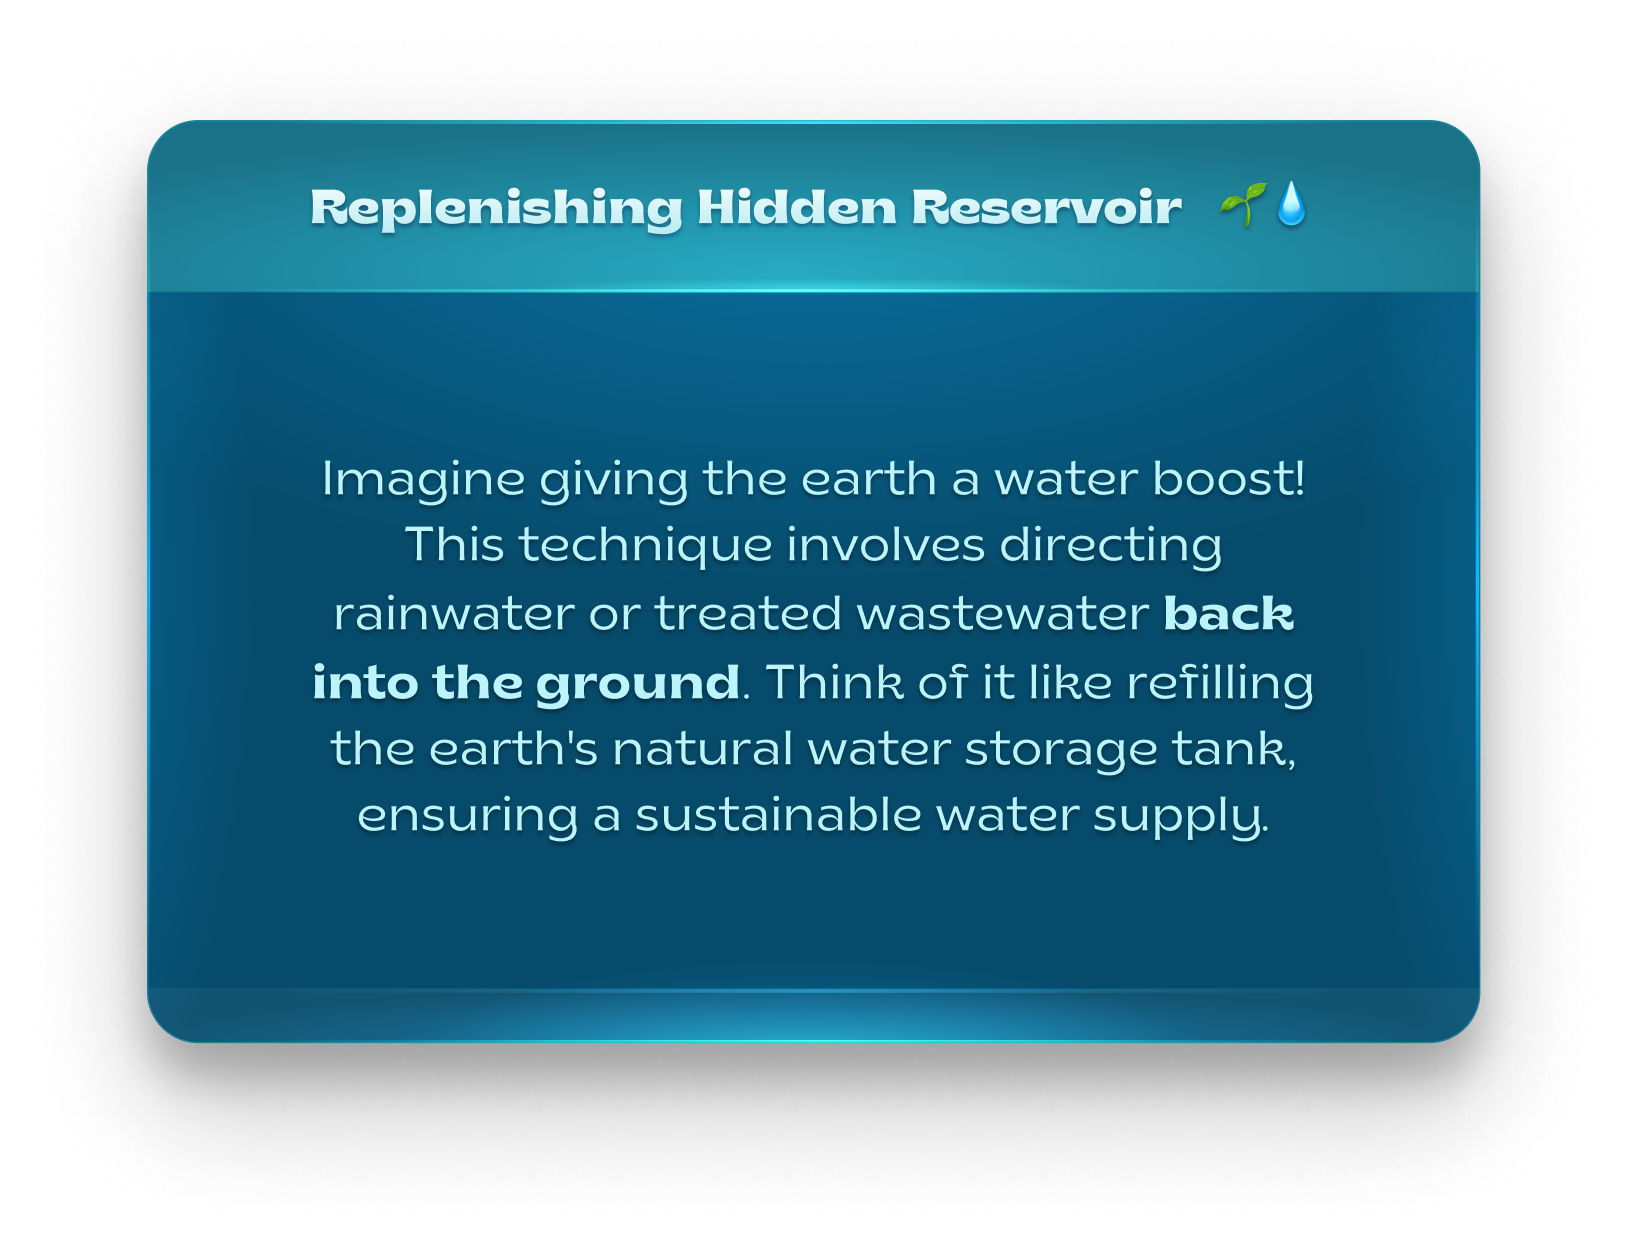 Replenishing Hidden Reservoir 🌱💧
Imagine giving the earth a water boost!
This technique involves directing
rainwater or treated wastewater back
into the ground. Think of it like refilling
the earth's natural water storage tank,
ensuring a sustainable water supply.